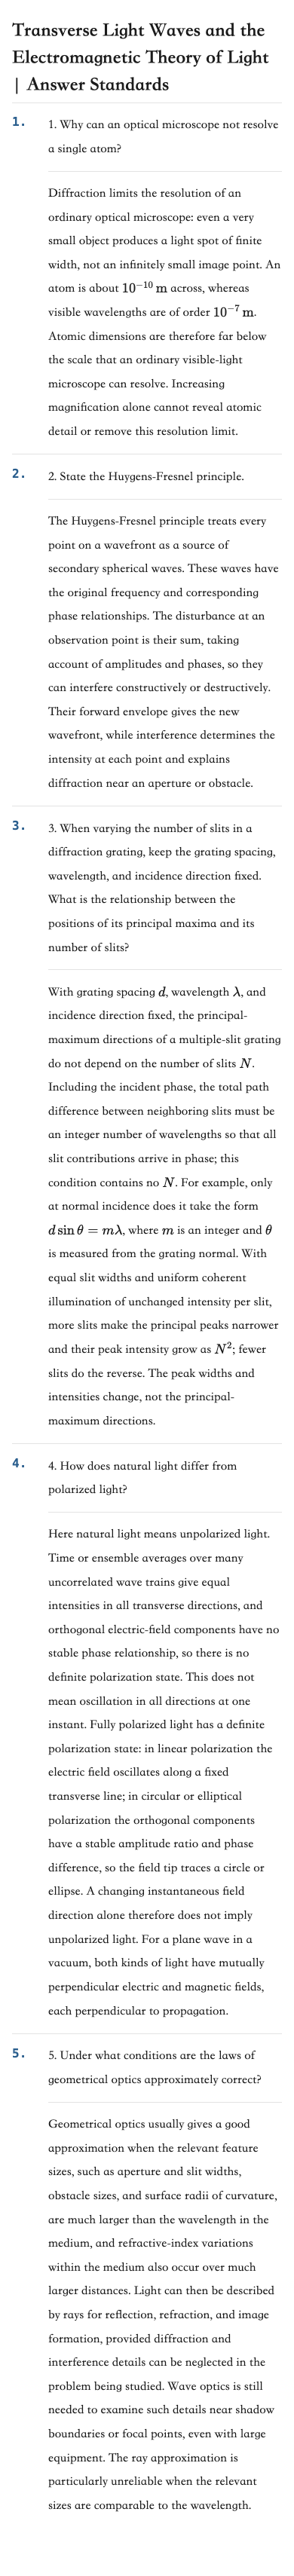 Transverse Light Waves and the
Electromagnetic Theory of Light
| Answer Standards
1. 1. Why can an optical microscope not resolve
a single atom?
Diffraction limits the resolution of an
ordinary optical microscope: even a very
small object produces a light spot of finite
width, not an infinitely small image point. An
atom is about 10⁻¹⁰ m across, whereas
visible wavelengths are of order 10⁻⁷ m.
Atomic dimensions are therefore far below
the scale that an ordinary visible-light
microscope can resolve. Increasing
magnification alone cannot reveal atomic
detail or remove this resolution limit.
2. 2. State the Huygens-Fresnel principle.
The Huygens-Fresnel principle treats every
point on a wavefront as a source of
secondary spherical waves. These waves have
the original frequency and corresponding
phase relationships. The disturbance at an
observation point is their sum, taking
account of amplitudes and phases, so they
can interfere constructively or destructively.
Their forward envelope gives the new
wavefront, while interference determines the
intensity at each point and explains
diffraction near an aperture or obstacle.
3. 3. When varying the number of slits in a
diffraction grating, keep the grating spacing,
wavelength, and incidence direction fixed.
What is the relationship between the
positions of its principal maxima and its
number of slits?
With grating spacing d, wavelength λ, and
incidence direction fixed, the principal-
maximum directions of a multiple-slit grating
do not depend on the number of slits N.
Including the incident phase, the total path
difference between neighboring slits must be
an integer number of wavelengths so that all
slit contributions arrive in phase; this
condition contains no N. For example, only
at normal incidence does it take the form
d sin θ = mλ, where m is an integer and θ
is measured from the grating normal. With
equal slit widths and uniform coherent
illumination of unchanged intensity per slit,
more slits make the principal peaks narrower
and their peak intensity grow as N²; fewer
slits do the reverse. The peak widths and
intensities change, not the principal-
maximum directions.
4. 4. How does natural light differ from
polarized light?
Here natural light means unpolarized light.
Time or ensemble averages over many
uncorrelated wave trains give equal
intensities in all transverse directions, and
orthogonal electric-field components have no
stable phase relationship, so there is no
definite polarization state. This does not
mean oscillation in all directions at one
instant. Fully polarized light has a definite
polarization state: in linear polarization the
electric field oscillates along a fixed
transverse line; in circular or elliptical
polarization the orthogonal components
have a stable amplitude ratio and phase
difference, so the field tip traces a circle or
ellipse. A changing instantaneous field
direction alone therefore does not imply
unpolarized light. For a plane wave in a
vacuum, both kinds of light have mutually
perpendicular electric and magnetic fields,
each perpendicular to propagation.
5. 5. Under what conditions are the laws of
geometrical optics approximately correct?
Geometrical optics usually gives a good
approximation when the relevant feature
sizes, such as aperture and slit widths,
obstacle sizes, and surface radii of curvature,
are much larger than the wavelength in the
medium, and refractive-index variations
within the medium also occur over much
larger distances. Light can then be described
by rays for reflection, refraction, and image
formation, provided diffraction and
interference details can be neglected in the
problem being studied. Wave optics is still
needed to examine such details near shadow
boundaries or focal points, even with large
equipment. The ray approximation is
particularly unreliable when the relevant
sizes are comparable to the wavelength.